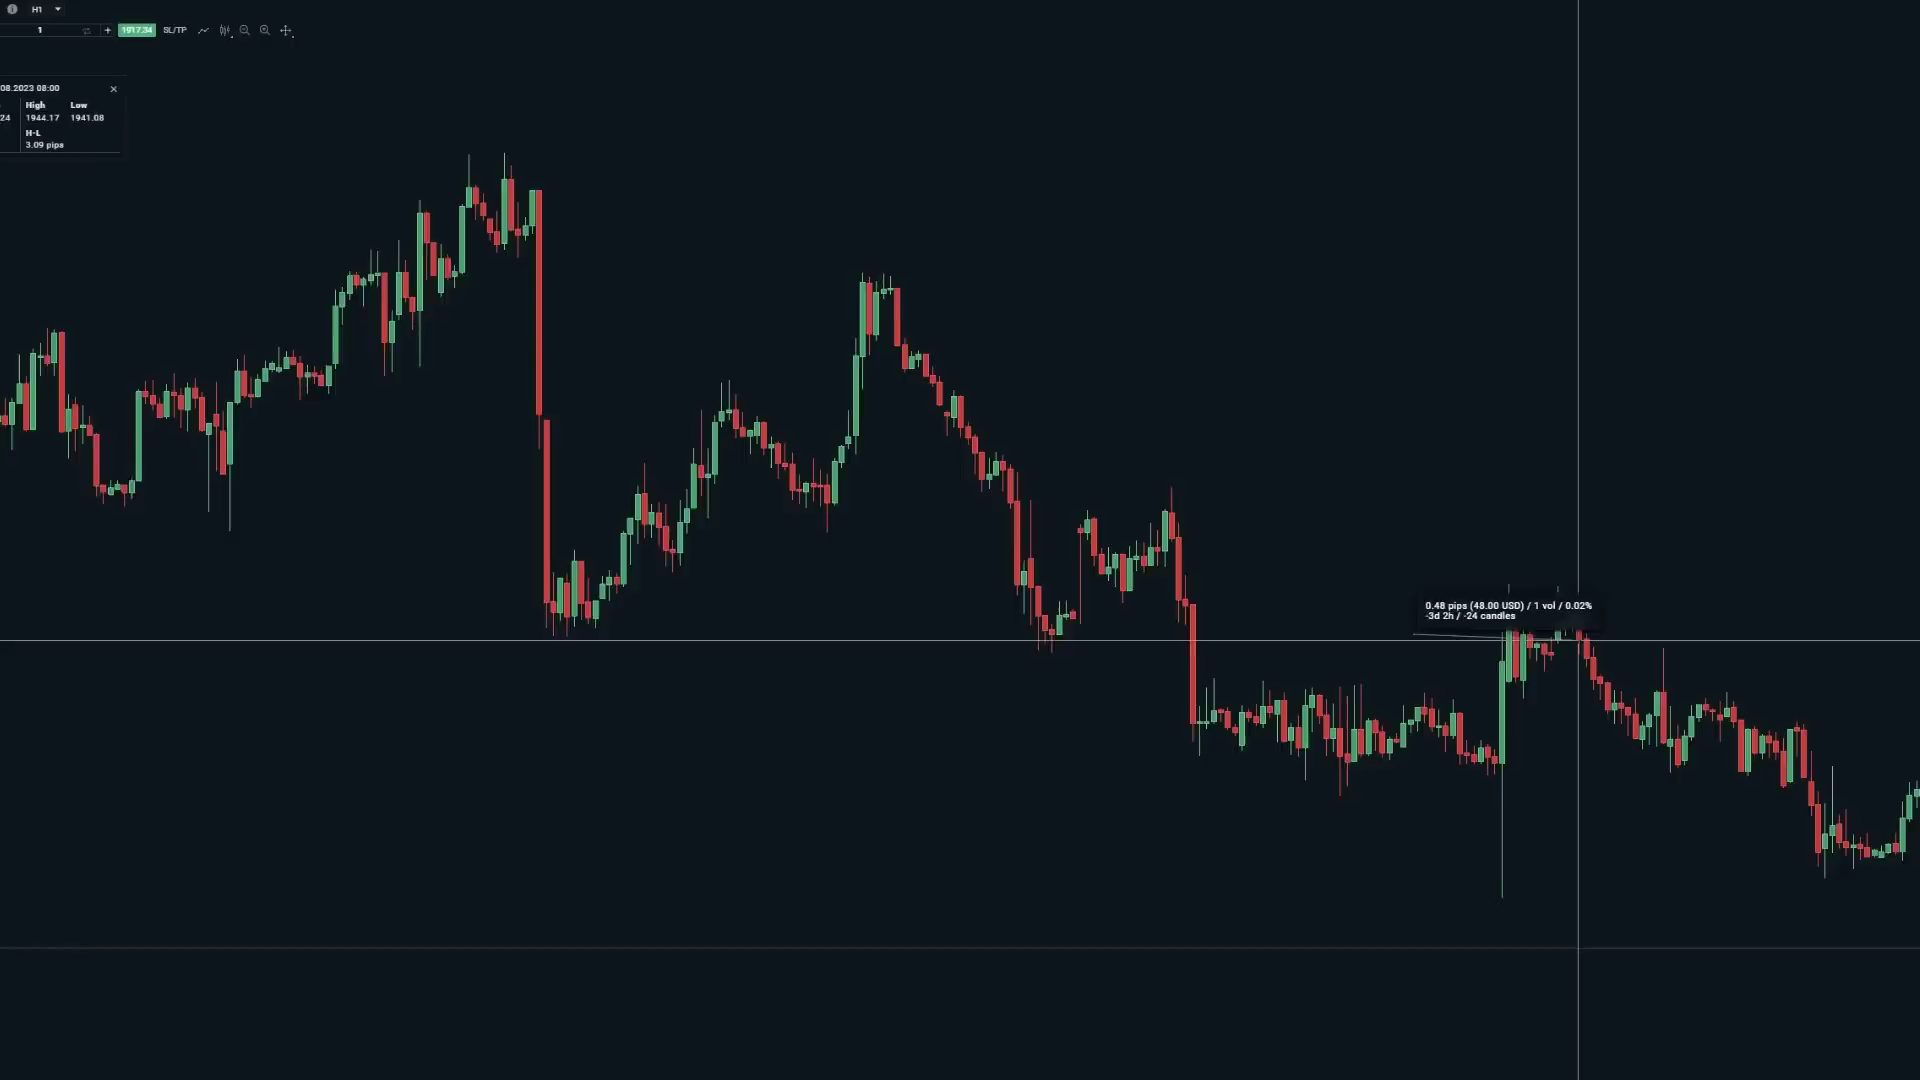 H1
1 + 1917.34 SL/TP
08.2023 08:00
High Low
24 1944.17 1941.08
H-L
3.09 pips
0.48 pips (48.00 USD) / 1 vol / 0.02%
-3d 2h / -24 candles